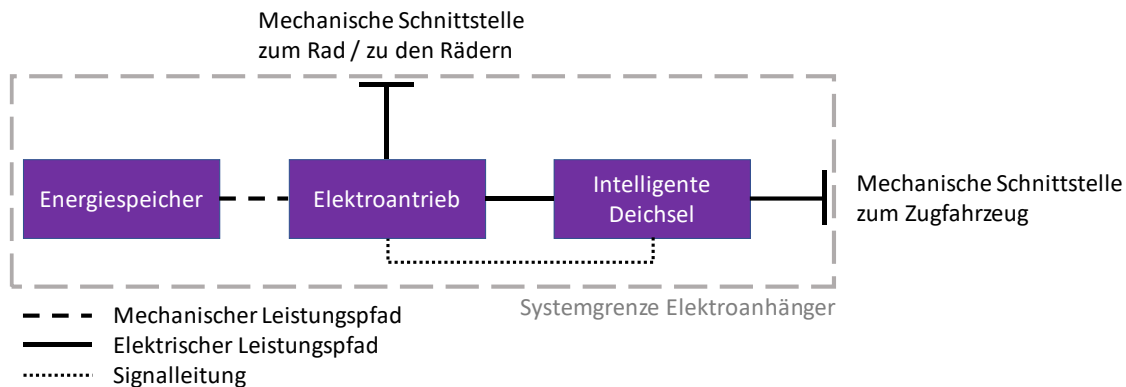 Mechanische Schnittstelle
zum Rad / zu den Rädern
Energiespeicher
Elektroantrieb
Intelligente
Deichsel
Mechanische Schnittstelle
zum Zugfahrzeug
Systemgrenze Elektroanhänger
Mechanischer Leistungspfad
Elektrischer Leistungspfad
Signalleitung